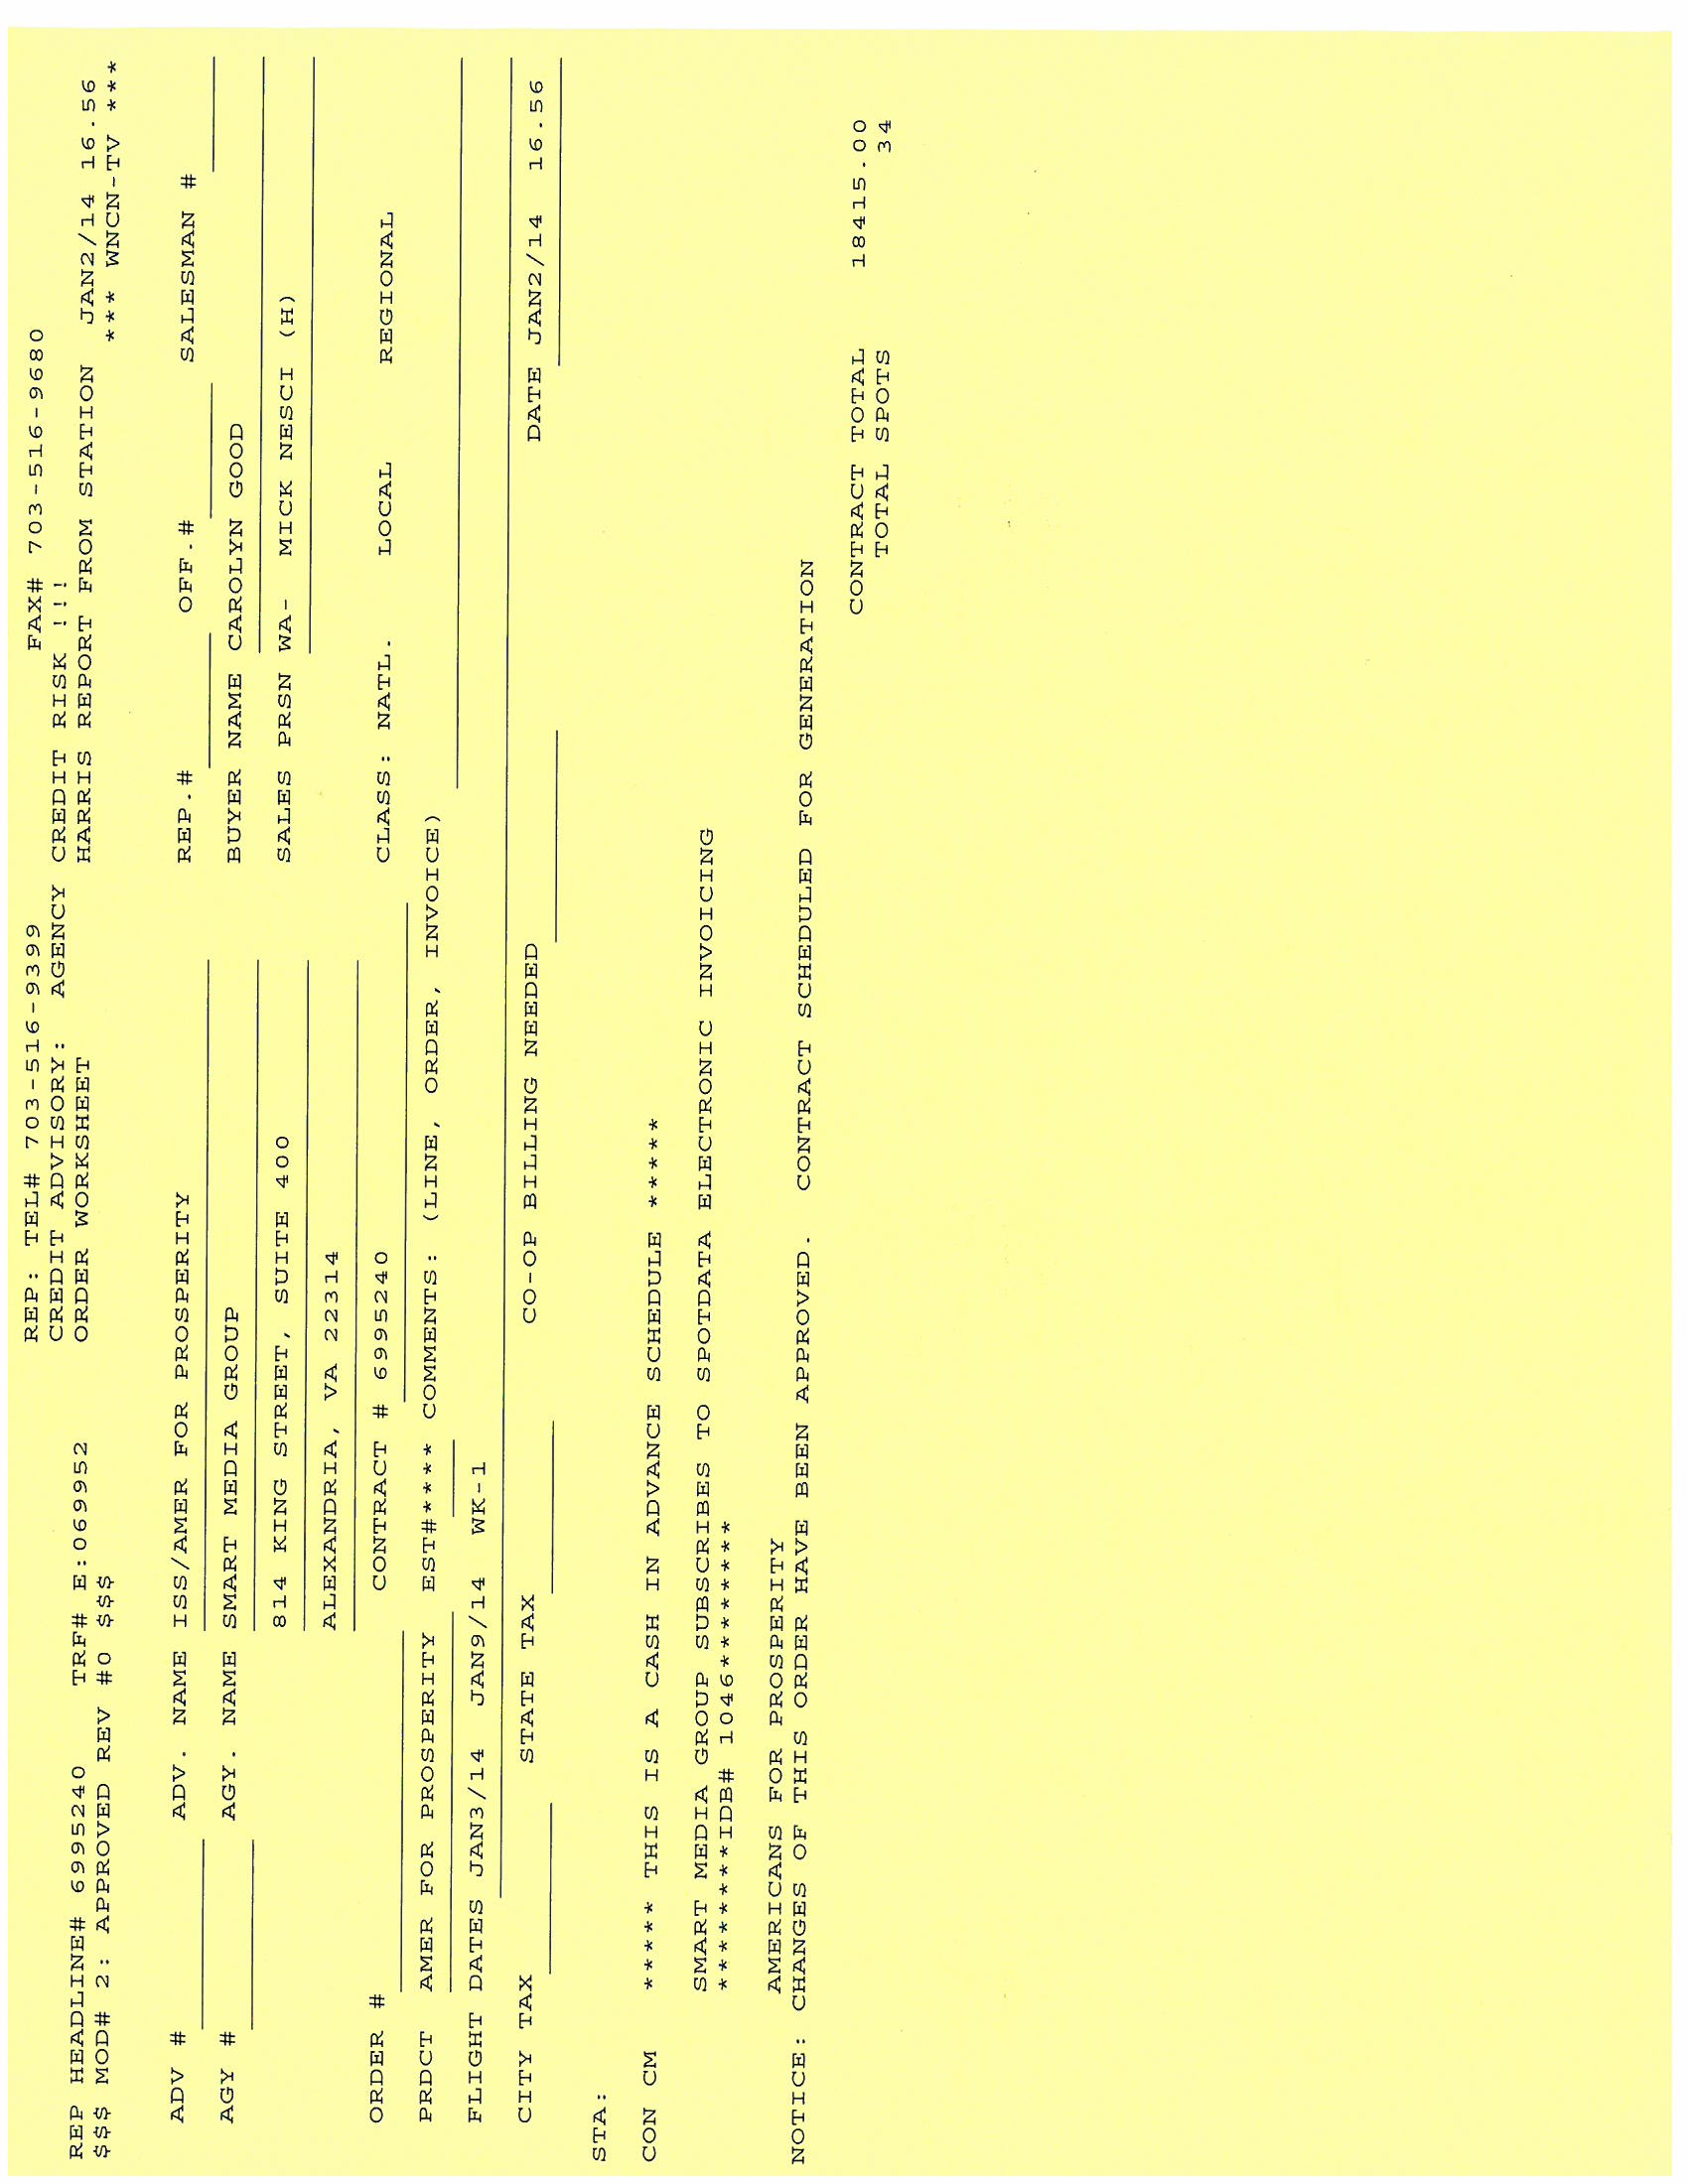 REP: TEL# 703-516-9399 FAX# 703-516-9680
CREDIT ADVISORY: AGENCY CREDIT RISK !!!
REP HEADLINE# 6995240 TRF# E:069952 ORDER WORKSHEET HARRIS REPORT FROM STATION JAN2/14 16.56
$$$ MOD# 2: APPROVED REV #0 $$$ *** WNCN-TV ***
ADV # ADV. NAME ISS/AMER FOR PROSPERITY REP.# OFF.# SALESMAN #
AGY # AGY. NAME SMART MEDIA GROUP BUYER NAME CAROLYN GOOD
814 KING STREET, SUITE 400 SALES PRSN WA- MICK NESCI (H)
ALEXANDRIA, VA 22314
ORDER # CONTRACT # 6995240 CLASS: NATL. LOCAL REGIONAL
PRDCT AMER FOR PROSPERITY EST#**** COMMENTS: (LINE, ORDER, INVOICE)
FLIGHT DATES JAN3/14 JAN9/14 WK-1
CITY TAX STATE TAX CO-OP BILLING NEEDED DATE JAN2/14 16.56
STA:
CON CM ***** THIS IS A CASH IN ADVANCE SCHEDULE *****
SMART MEDIA GROUP SUBSCRIBES TO SPOTDATA ELECTRONIC INVOICING
*********IDB# 1046**********
AMERICANS FOR PROSPERITY
NOTICE: CHANGES OF THIS ORDER HAVE BEEN APPROVED. CONTRACT SCHEDULED FOR GENERATION
CONTRACT TOTAL 18415.00
TOTAL SPOTS 34